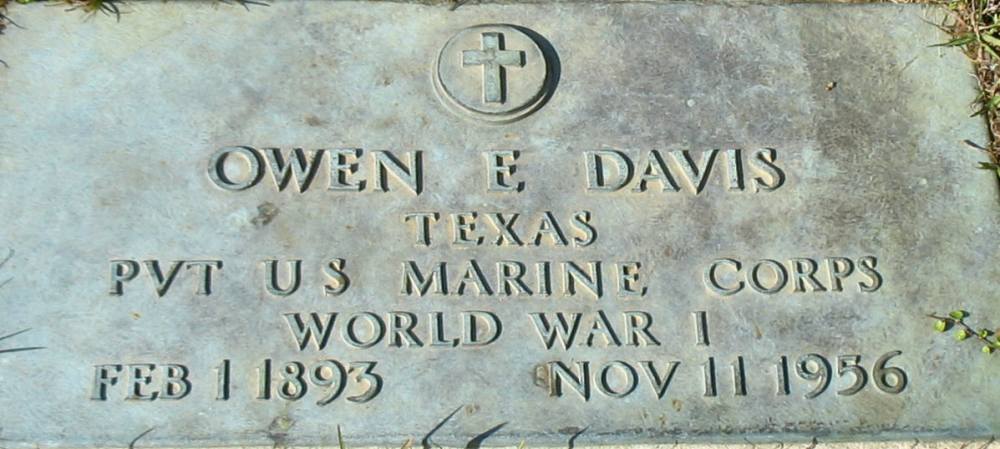 OWEN E DAVIS
TEXAS
PVT US MARINE CORPS
WORLD WAR I
FEB 1 1893 NOV 11 1956